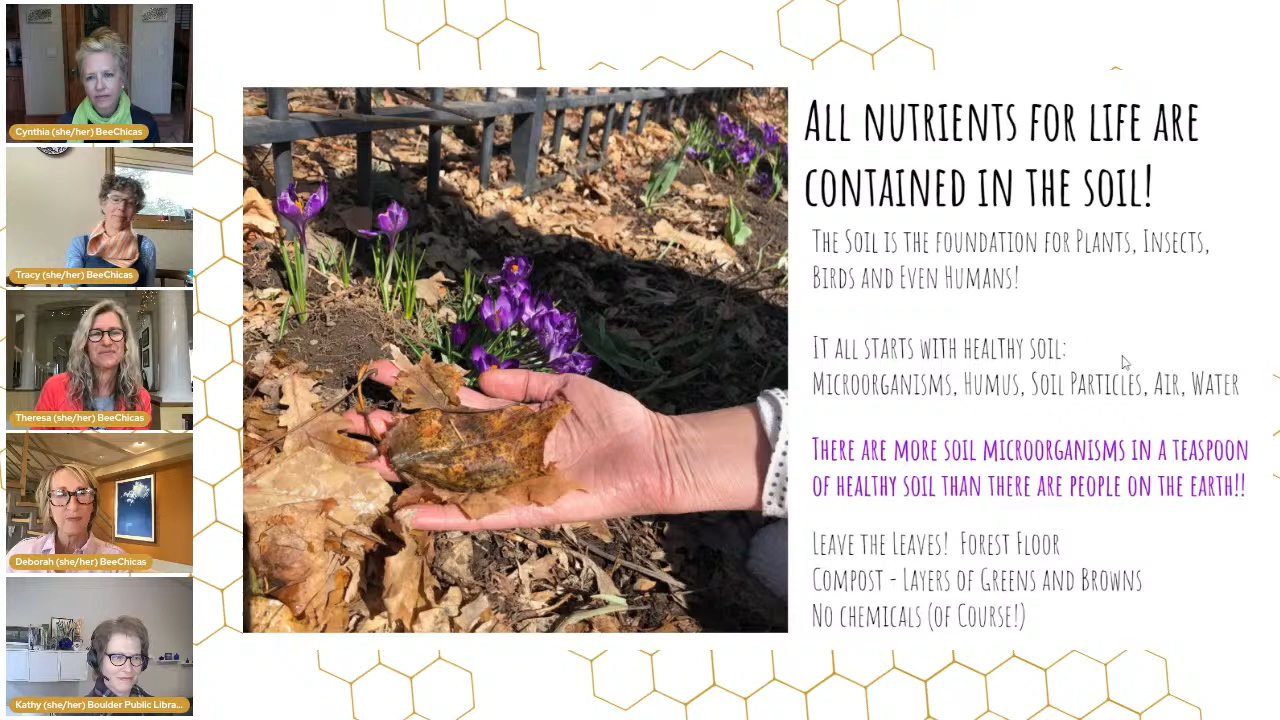 Cynthia (she/her) BeeChicas
Tracy (she/her) BeeChicas
Theresa (she/her) BeeChicas
Deborah (she/her) BeeChicas
Kathy (she/her) Boulder Public Libra...
All nutrients for life are
contained in the soil!
The Soil is the foundation for Plants, Insects,
Birds and Even Humans!
It all starts with healthy soil:
Microorganisms, Humus, Soil Particles, Air, Water
There are more soil microorganisms in a teaspoon
of healthy soil than there are people on the earth!!
Leave the Leaves! Forest Floor
Compost - Layers of Greens and Browns
No chemicals (of Course!)